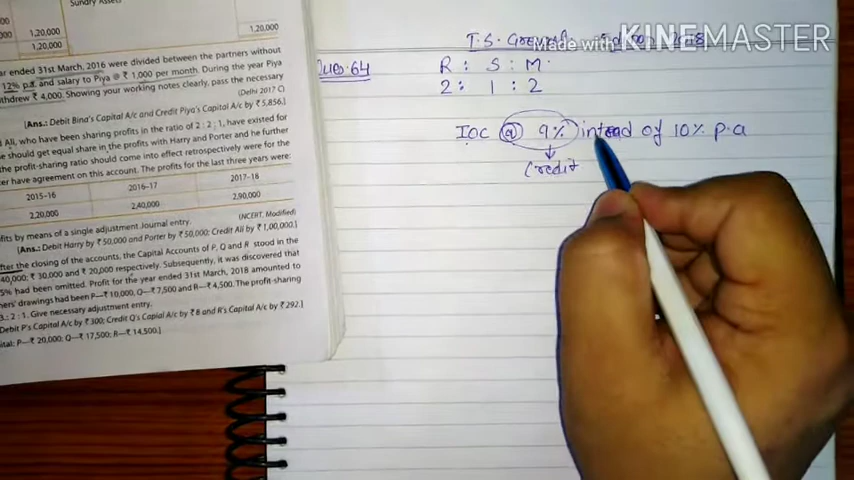 Sundry Assets
1,20,000
1,20,000
1,20,000
ear ended 31st March, 2016 were divided between the partners without
12% p.a. and salary to Piya @ ₹ 1,000 per month. During the year Piya
thdrew ₹ 4,000. Showing your working notes clearly, pass the necessary
(Delhi 2017 C)
[Ans.: Debit Bina's Capital A/c and Credit Piya's Capital A/c by ₹ 5,856.]
Ali, who have been sharing profits in the ratio of 2 : 2 : 1, have existed for
he should get equal share in the profits with Harry and Porter and he further
the profit-sharing ratio should come into effect retrospectively were for the
have agreement on this account. The profits for the last three years were:
2015-16 2016-17 2017-18
2,20,000 2,40,000 2,90,000
fits by means of a single adjustment Journal entry.
(NCERT, Modified)
[Ans.: Debit Harry by ₹ 50,000 and Porter by ₹ 50,000; Credit Ali by ₹ 1,00,000.]
after the closing of the accounts, the Capital Accounts of P, Q and R stood in the
40,000; ₹ 30,000 and ₹ 20,000 respectively. Subsequently, it was discovered that
5% had been omitted. Profit for the year ended 31st March, 2018 amounted to
ners' drawings had been P—₹ 10,000, Q—₹ 7,500 and R—₹ 4,500. The profit-sharing
3 : 2 : 1. Give necessary adjustment entry.
Debit P's Capital A/c by ₹ 300; Credit Q's Capial A/c by ₹ 8 and R's Capital A/c by ₹ 292.]
tal: P—₹ 20,000; Q—₹ 17,500; R—₹ 14,500.]
T.S. Grewal 2018
Made with KINEMASTER
Ques.64 R : S : M.
2 : 1 : 2
IOC @ 9% instead of 10% p.a
Credit